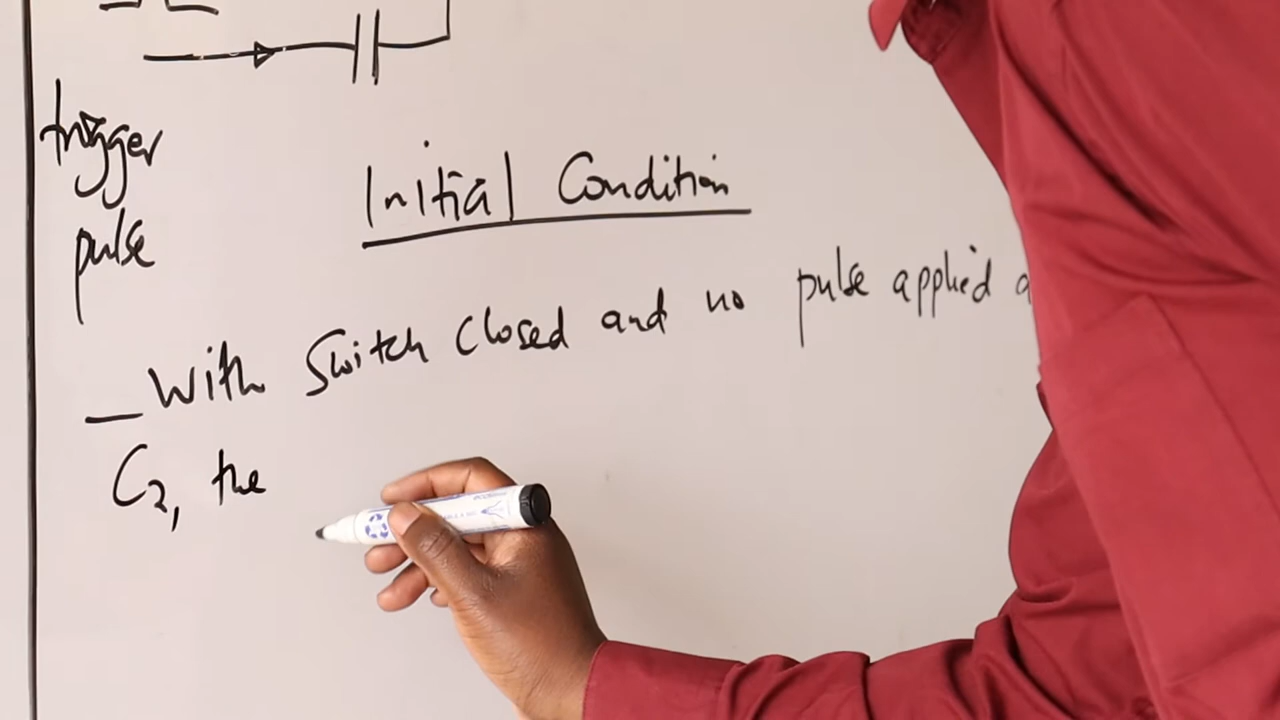 trigger
pulse
Initial Condition
With Switch Closed and no pulse applied
C2, the